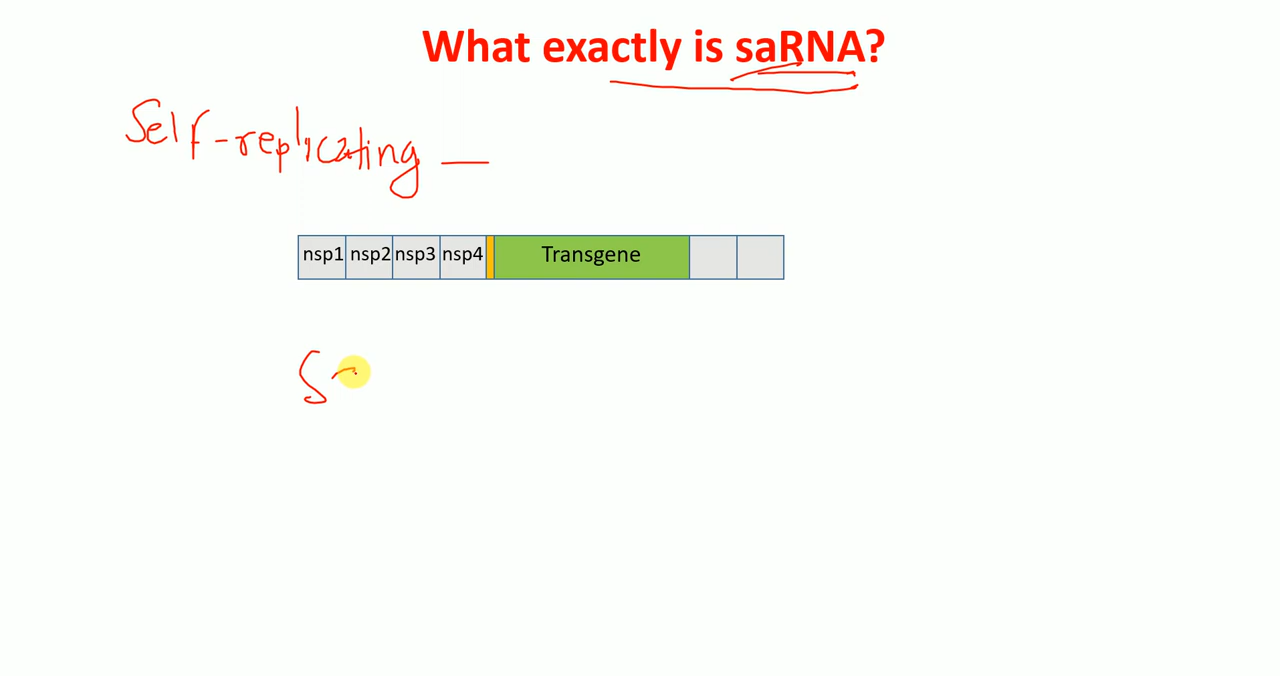 What exactly is saRNA?
Self-replicating —
nsp1 nsp2 nsp3 nsp4 Transgene
S